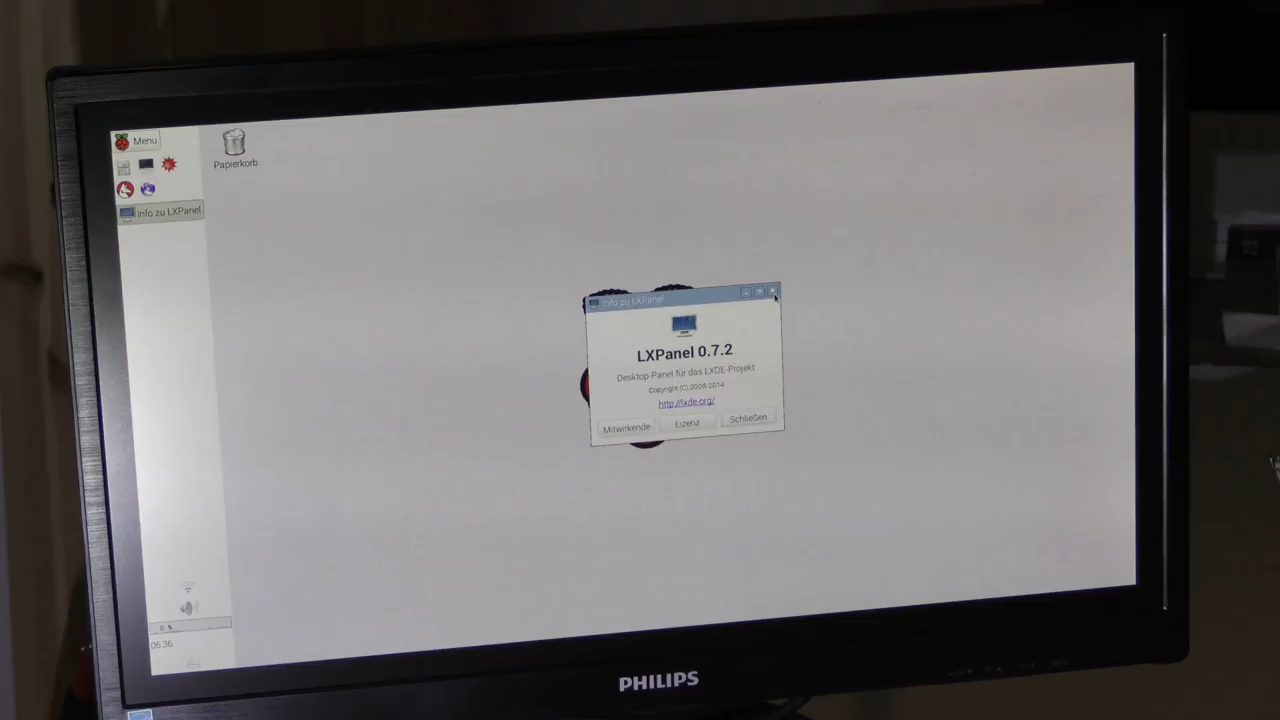 Menu
Papierkorb
Info zu LXPanel
Info zu LXPanel
LXPanel 0.7.2
Desktop-Panel für das LXDE-Projekt
Copyright (C) 2008-2014
http://lxde.org/
Mitwirkende
Lizenz
Schließen
0 %
06:36
PHILIPS